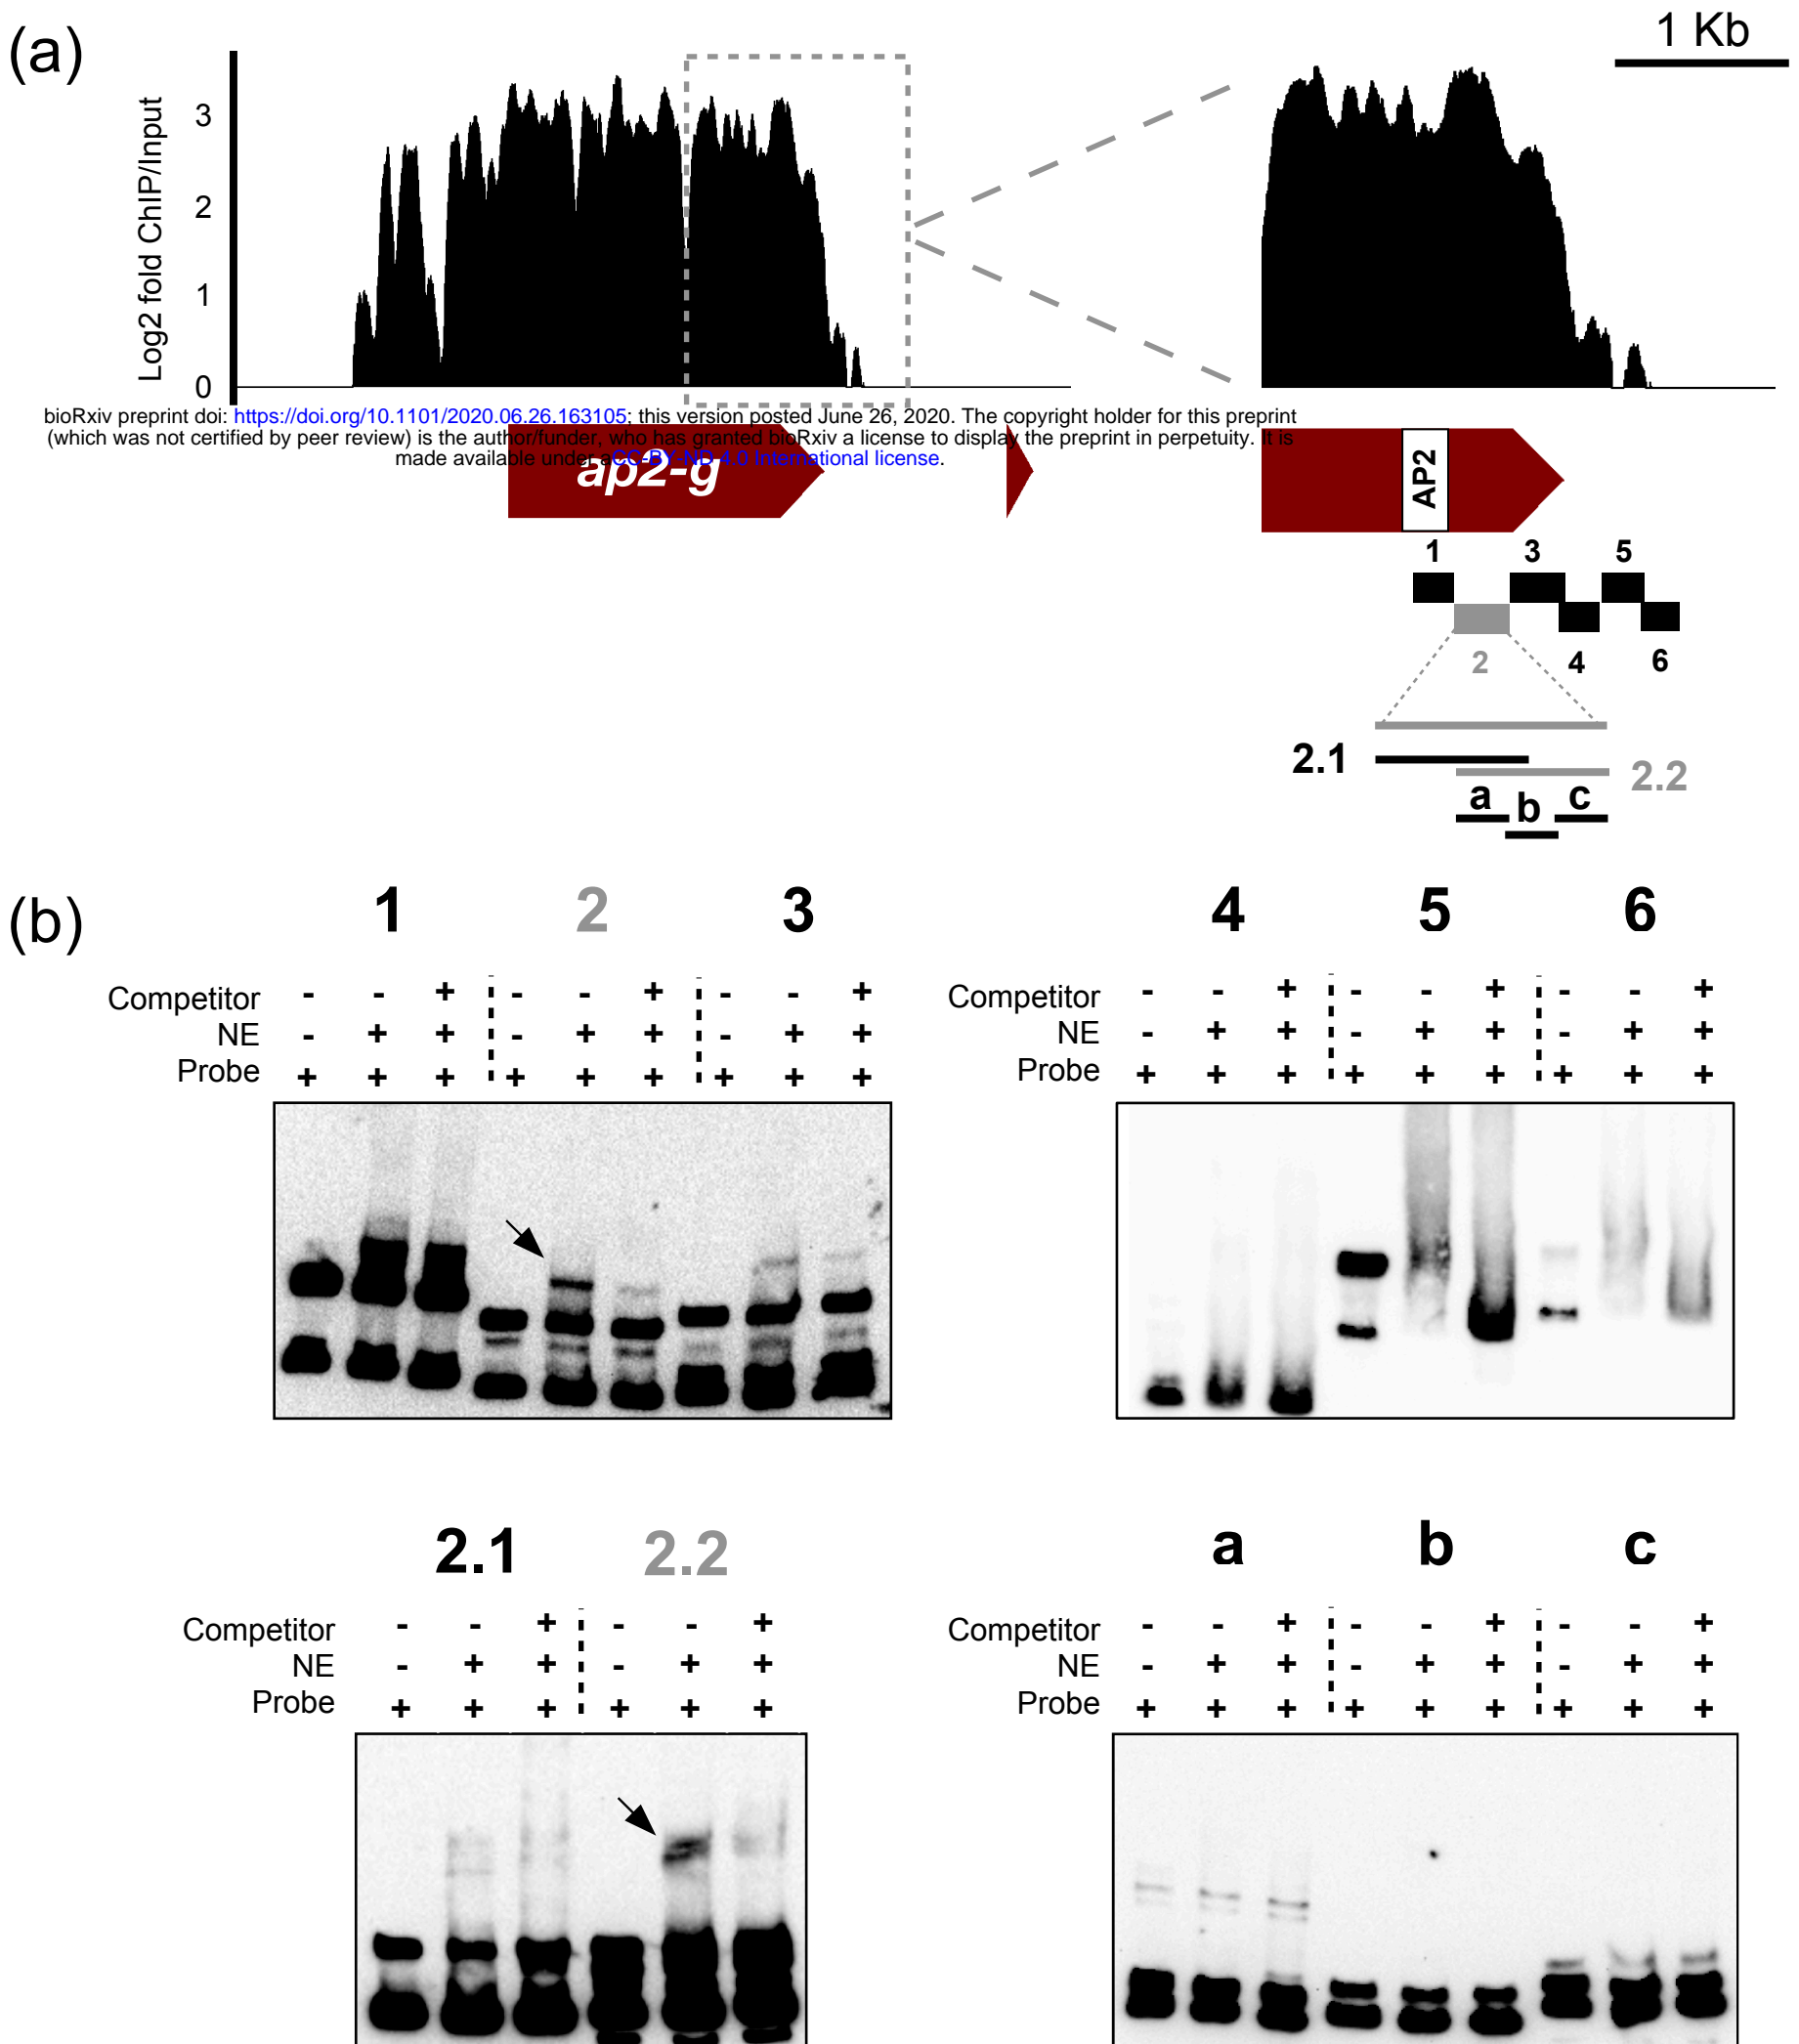 (a)
1 Kb
Log2 fold ChIP/Input
3
2
1
0
bioRxiv preprint doi: https://doi.org/10.1101/2020.06.26.163105; this version posted June 26, 2020. The copyright holder for this preprint
(which was not certified by peer review) is the author/funder, who has granted bioRxiv a license to display the preprint in perpetuity. It is
made available under aCC-BY-ND 4.0 International license.
ap2-g
AP2
1 3 5
2 4 6
2.1
2.2
a b c
(b)
1 2 3
Competitor - - + - - + - - +
NE - + + - + + - + +
Probe + + + + + + + + +
4 5 6
Competitor - - + - - + - - +
NE - + + - + + - + +
Probe + + + + + + + + +
2.1 2.2
Competitor - - + - - +
NE - + + - + +
Probe + + + + + +
a b c
Competitor - - + - - + - - +
NE - + + - + + - + +
Probe + + + + + + + + +